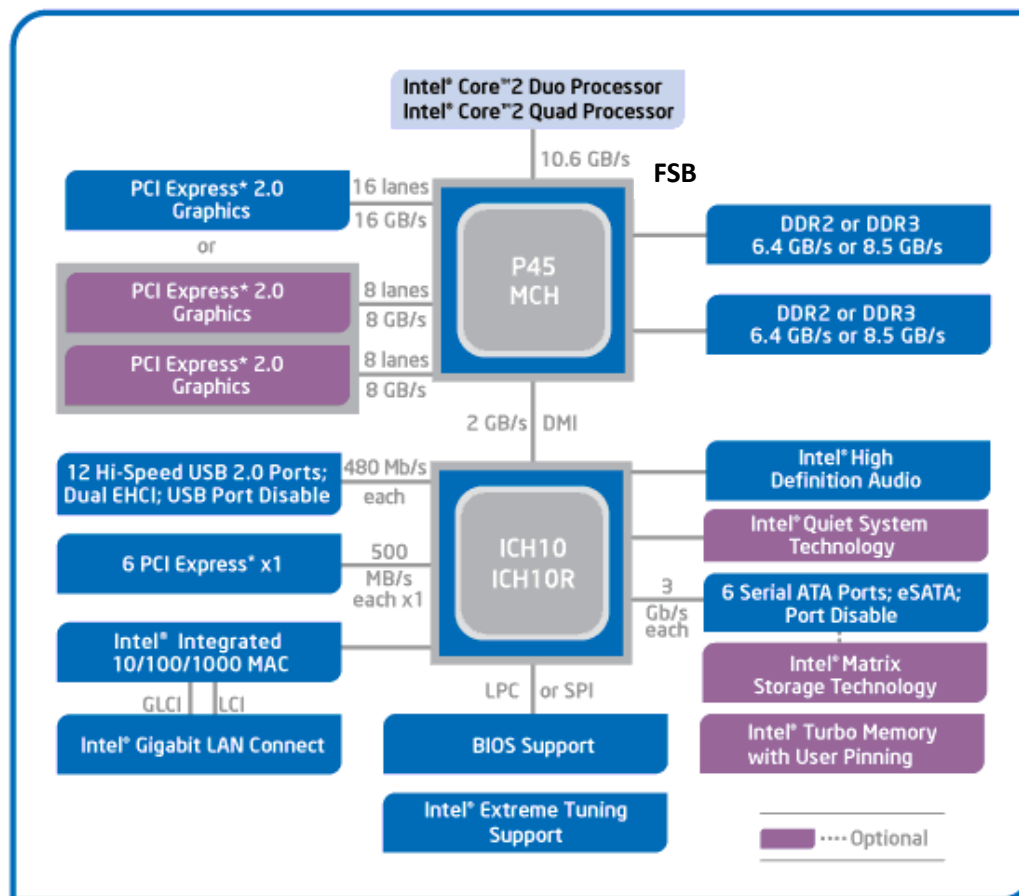 Intel® Core™2 Duo Processor
Intel® Core™2 Quad Processor
10.6 GB/s
FSB
PCI Express* 2.0
Graphics
16 lanes
16 GB/s
or
PCI Express* 2.0
Graphics
8 lanes
8 GB/s
PCI Express* 2.0
Graphics
8 lanes
8 GB/s
P45
MCH
DDR2 or DDR3
6.4 GB/s or 8.5 GB/s
DDR2 or DDR3
6.4 GB/s or 8.5 GB/s
2 GB/s DMI
12 Hi-Speed USB 2.0 Ports;
Dual EHCI; USB Port Disable
480 Mb/s
each
6 PCI Express* x1
500
MB/s
each x1
Intel® Integrated
10/100/1000 MAC
GLCI LCI
Intel® Gigabit LAN Connect
ICH10
ICH10R
Intel® High
Definition Audio
Intel® Quiet System
Technology
3
Gb/s
each
6 Serial ATA Ports; eSATA;
Port Disable
Intel® Matrix
Storage Technology
Intel® Turbo Memory
with User Pinning
LPC or SPI
BIOS Support
Intel® Extreme Tuning
Support
Optional